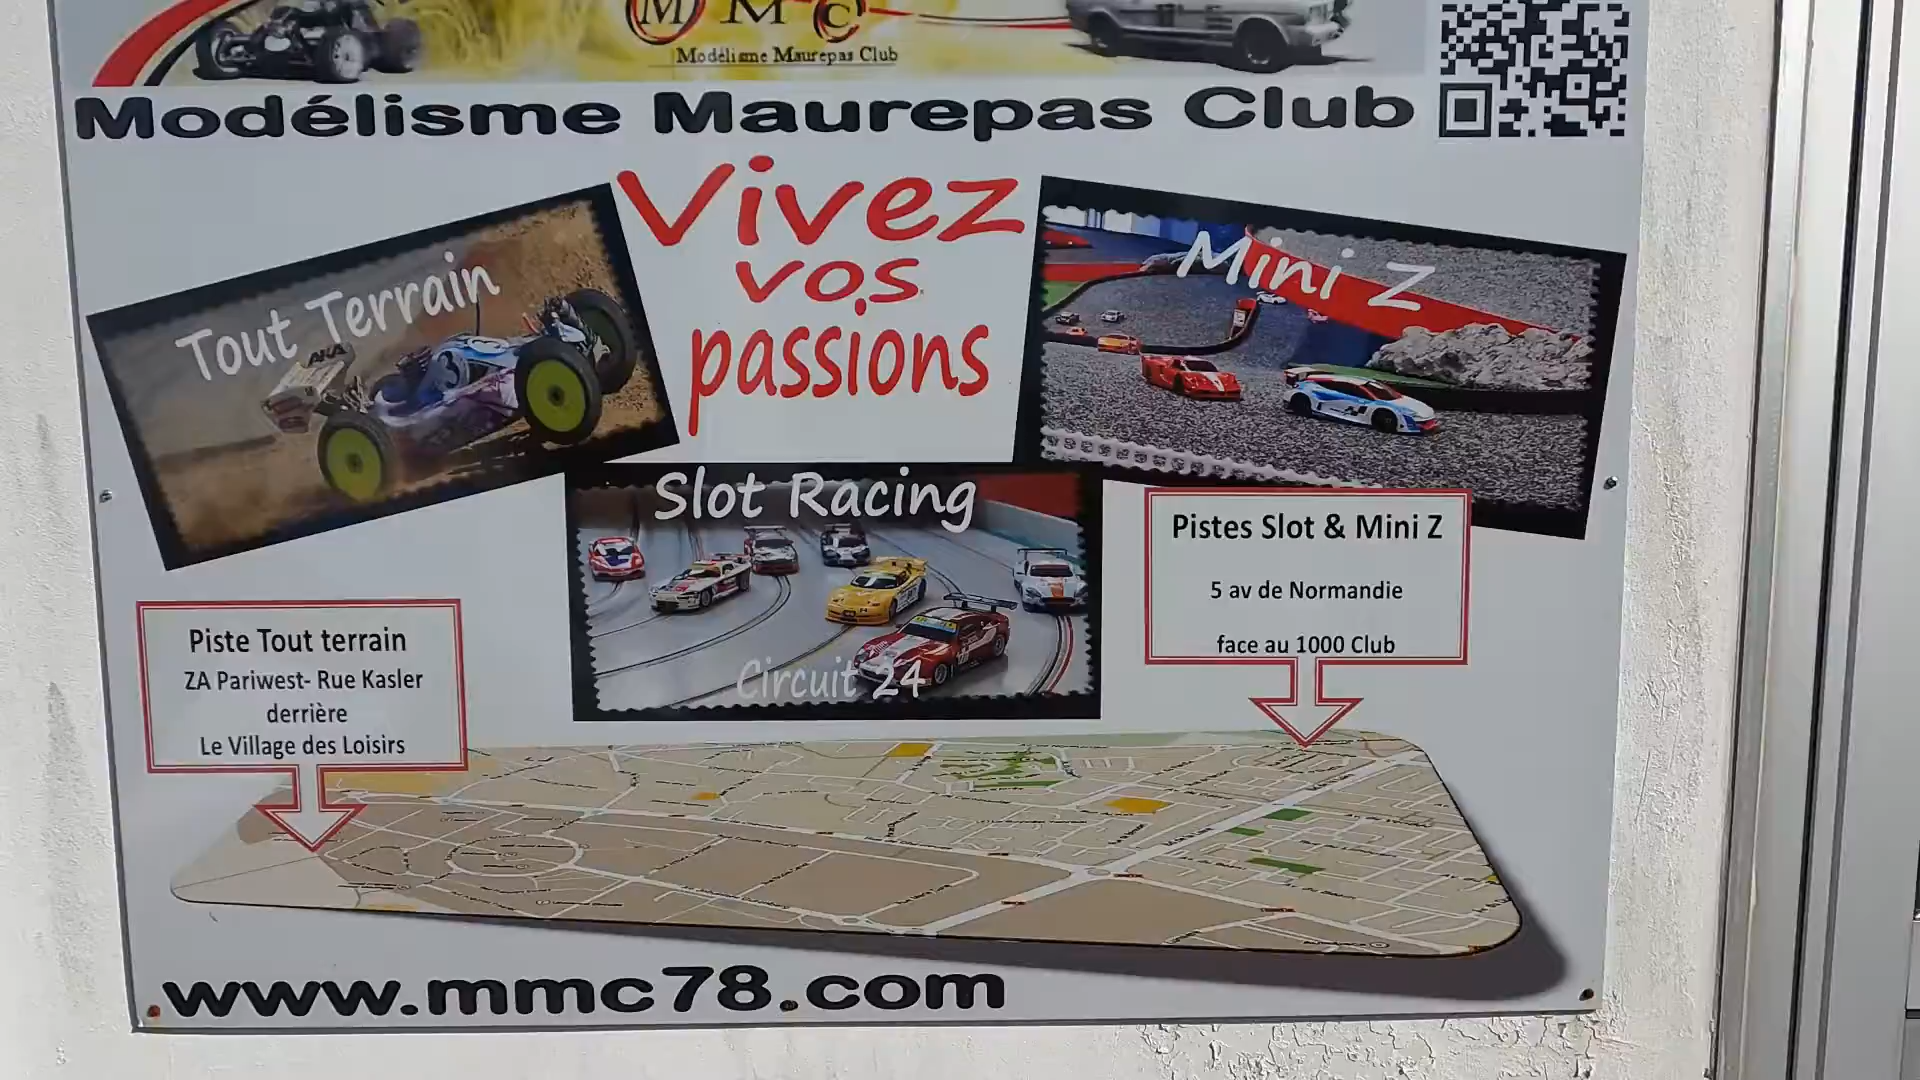 M M C
Modélisme Maurepas Club
Modélisme Maurepas Club
Vivez
vos
passions
Tout Terrain
AKA
Mini Z
Slot Racing
Circuit 24
Pistes Slot & Mini Z
5 av de Normandie
face au 1000 Club
Piste Tout terrain
ZA Pariwest- Rue Kasler
derrière
Le Village des Loisirs
www.mmc78.com